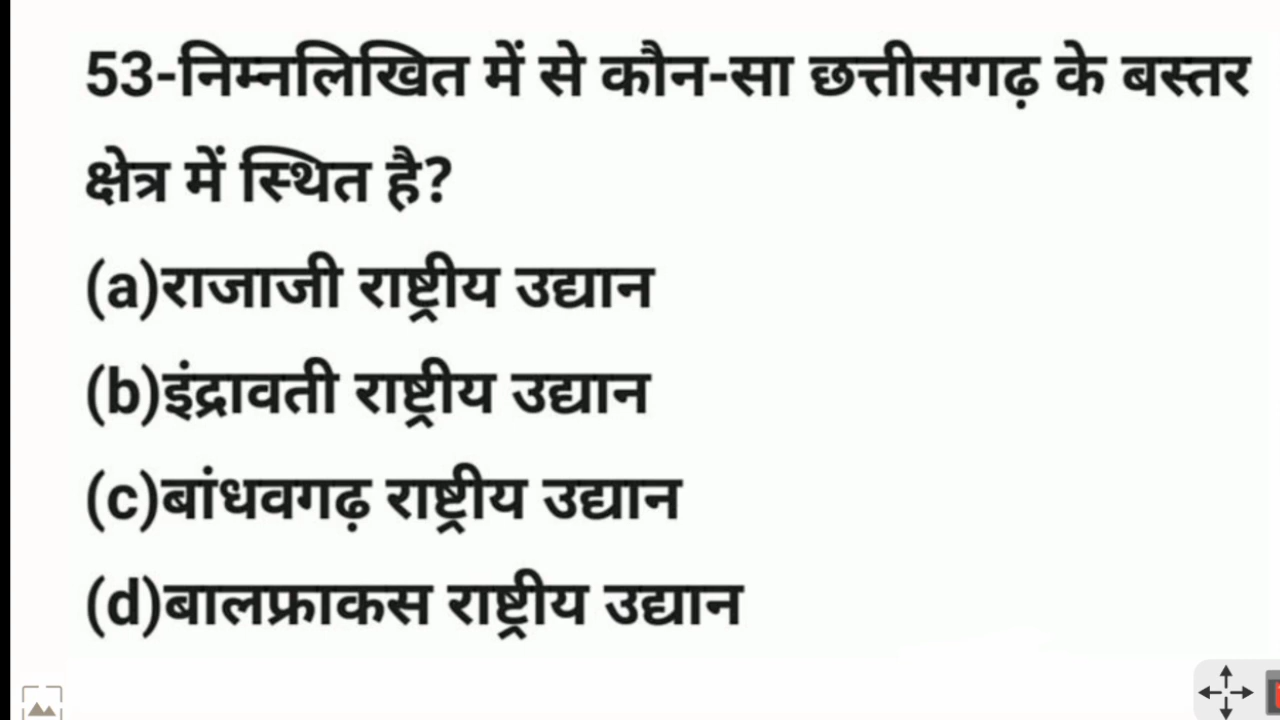 53-निम्नलिखित में से कौन-सा छत्तीसगढ़ के बस्तर
क्षेत्र में स्थित है?
(a)राजाजी राष्ट्रीय उद्यान
(b)इंद्रावती राष्ट्रीय उद्यान
(c)बांधवगढ़ राष्ट्रीय उद्यान
(d)बालफ्राकस राष्ट्रीय उद्यान